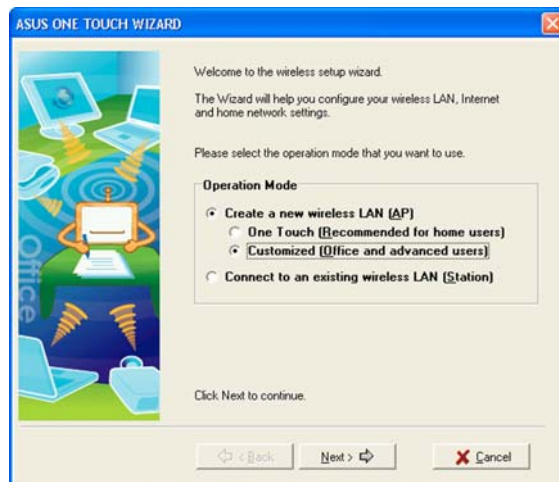 ASUS ONE TOUCH WIZARD
Welcome to the wireless setup wizard.
The Wizard will help you configure your wireless LAN, Internet
and home network settings.
Please select the operation mode that you want to use.
Operation Mode
Create a new wireless LAN (AP)
One Touch (Recommended for home users)
Customized (Office and advanced users)
Connect to an existing wireless LAN (Station)
Office
Click Next to continue.
< Back
Next >
Cancel